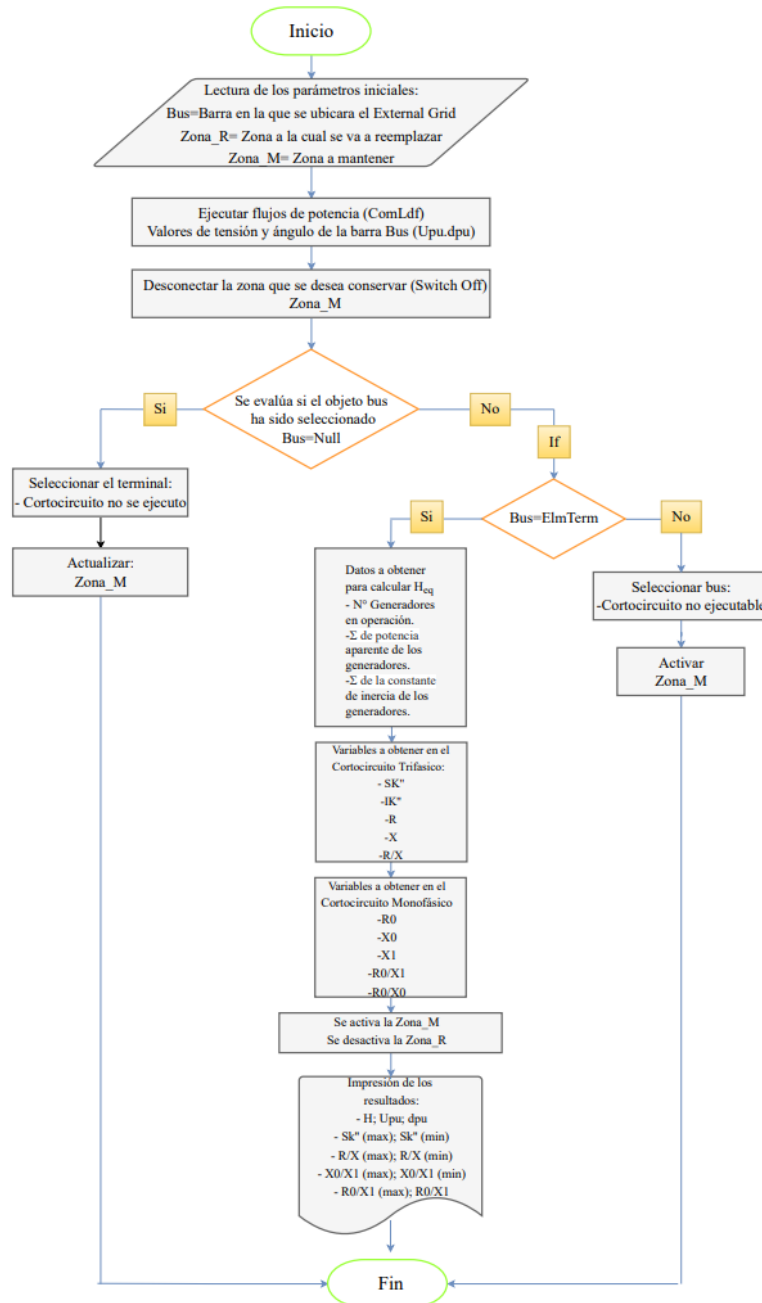 Inicio
Lectura de los parámetros iniciales:
Bus=Barra en la que se ubicara el External Grid
Zona_R= Zona a la cual se va a reemplazar
Zona_M= Zona a mantener
Ejecutar flujos de potencia (ComLdf)
Valores de tensión y ángulo de la barra Bus (Upu.dpu)
Desconectar la zona que se desea conservar (Switch Off)
Zona_M
Se evalúa si el objeto bus
ha sido seleccionado
Bus=Null
Si
No
If
Seleccionar el terminal:
- Cortocircuito no se ejecuto
Actualizar:
Zona_M
Bus=ElmTerm
Si
No
Datos a obtener
para calcular Heq
- N° Generadores
en operación.
-Σ de potencia
aparente de los
generadores.
-Σ de la constante
de inercia de los
generadores.
Seleccionar bus:
-Cortocircuito no ejecutable
Activar
Zona_M
Variables a obtener en el
Cortocircuito Trifasico:
- SK"
-IK"
-R
-X
-R/X
Variables a obtener en el
Cortocircuito Monofásico
-R0
-X0
-X1
-R0/X1
-R0/X0
Se activa la Zona_M
Se desactiva la Zona_R
Impresión de los
resultados:
- H; Upu; dpu
- Sk" (max); Sk" (min)
- R/X (max); R/X (min)
- X0/X1 (max); X0/X1 (min)
- R0/X1 (max); R0/X1
Fin